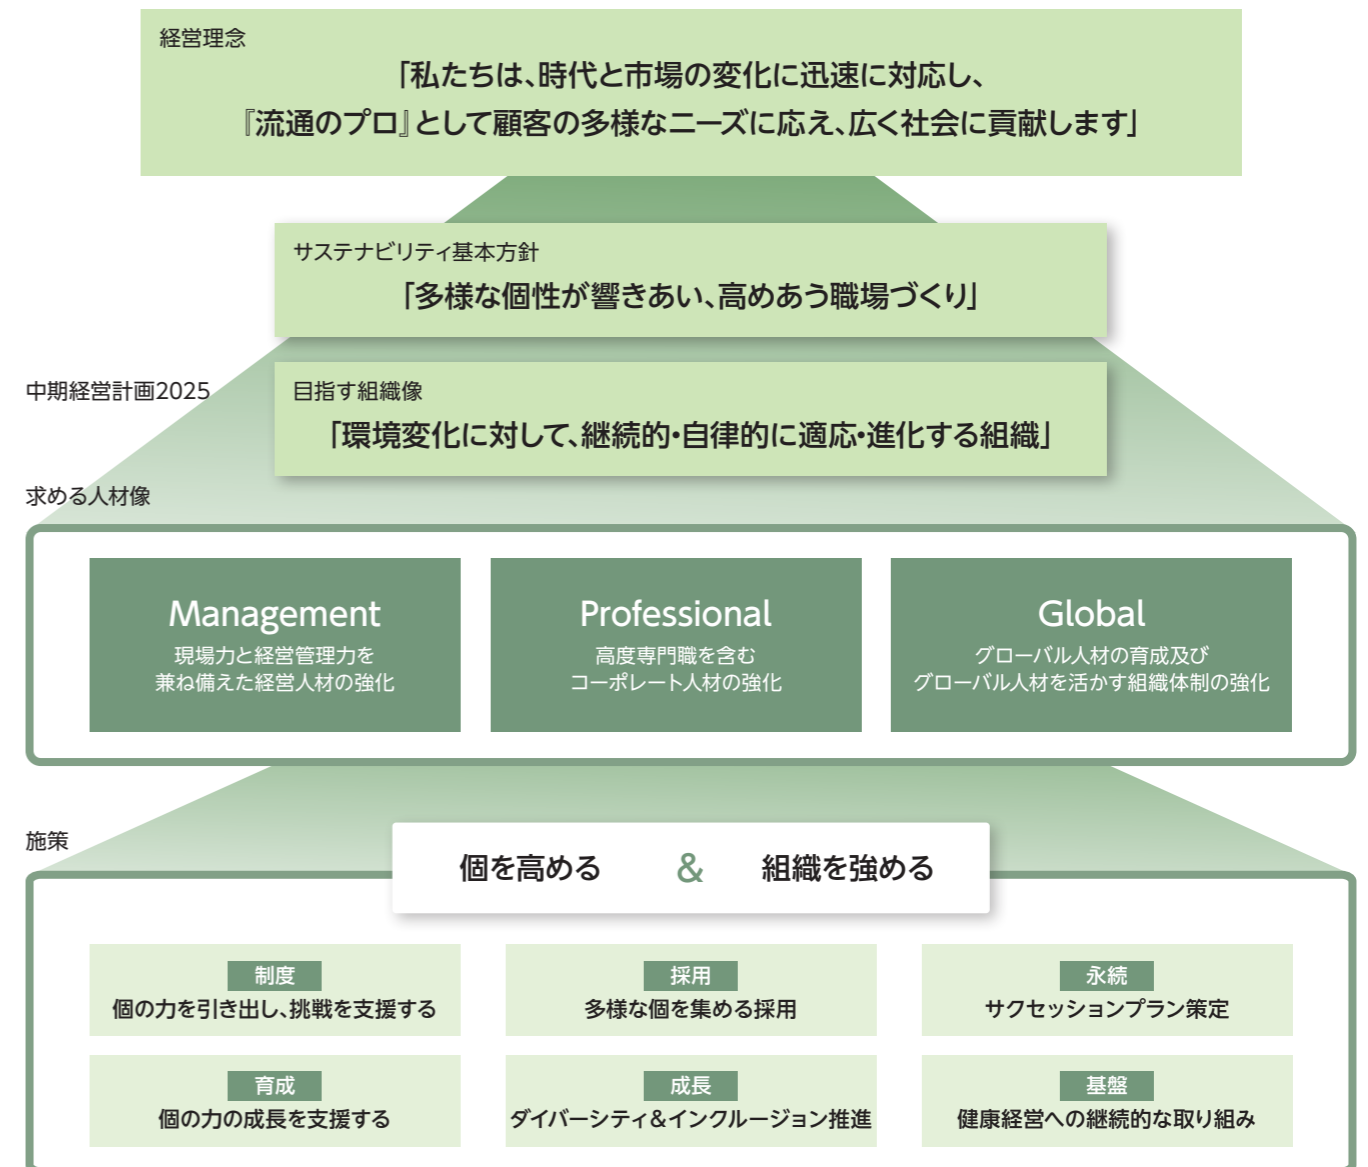 経営理念
「私たちは、時代と市場の変化に迅速に対応し、
『流通のプロ』として顧客の多様なニーズに応え、広く社会に貢献します」
サステナビリティ基本方針
「多様な個性が響きあい、高めあう職場づくり」
中期経営計画2025
目指す組織像
「環境変化に対して、継続的・自律的に適応・進化する組織」
求める人材像
Management
現場力と経営管理力を
兼ね備えた経営人材の強化
Professional
高度専門職を含む
コーポレート人材の強化
Global
グローバル人材の育成及び
グローバル人材を活かす組織体制の強化
施策
個を高める & 組織を強める
制度
個の力を引き出し、挑戦を支援する
採用
多様な個を集める採用
永続
サクセッションプラン策定
育成
個の力の成長を支援する
成長
ダイバーシティ&インクルージョン推進
基盤
健康経営への継続的な取り組み